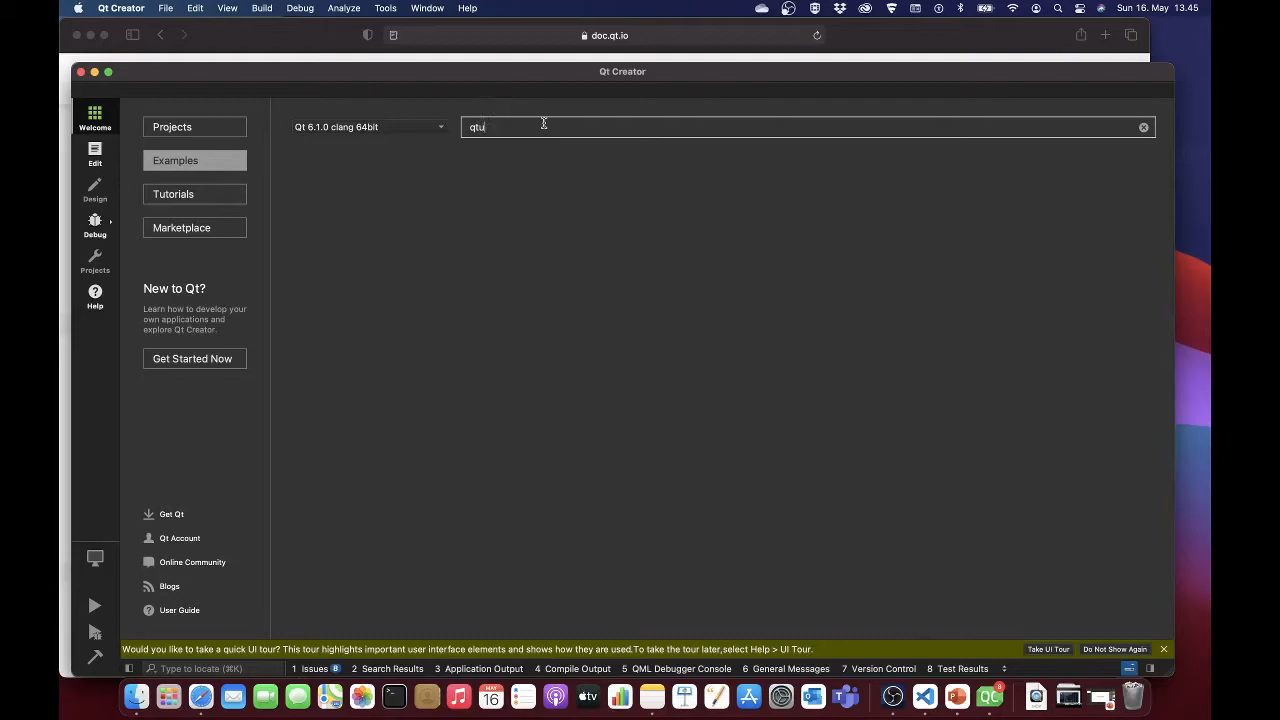 Qt Creator File Edit View Build Debug Analyze Tools Window Help Sun 16. May 13.45
doc.qt.io
Qt Creator
Welcome
Edit
Design
Debug
Projects
Help
Projects
Examples
Tutorials
Marketplace
Qt 6.1.0 clang 64bit
qtu
New to Qt?
Learn how to develop your
own applications and
explore Qt Creator.
Get Started Now
Get Qt
Qt Account
Online Community
Blogs
User Guide
Would you like to take a quick UI tour? This tour highlights important user interface elements and shows how they are used.To take the tour later,select Help > UI Tour. Take UI Tour Do Not Show Again
Type to locate (⌘K) 1 Issues 8 2 Search Results 3 Application Output 4 Compile Output 5 QML Debugger Console 6 General Messages 7 Version Control 8 Test Results
MAY
16
tv
QC
8